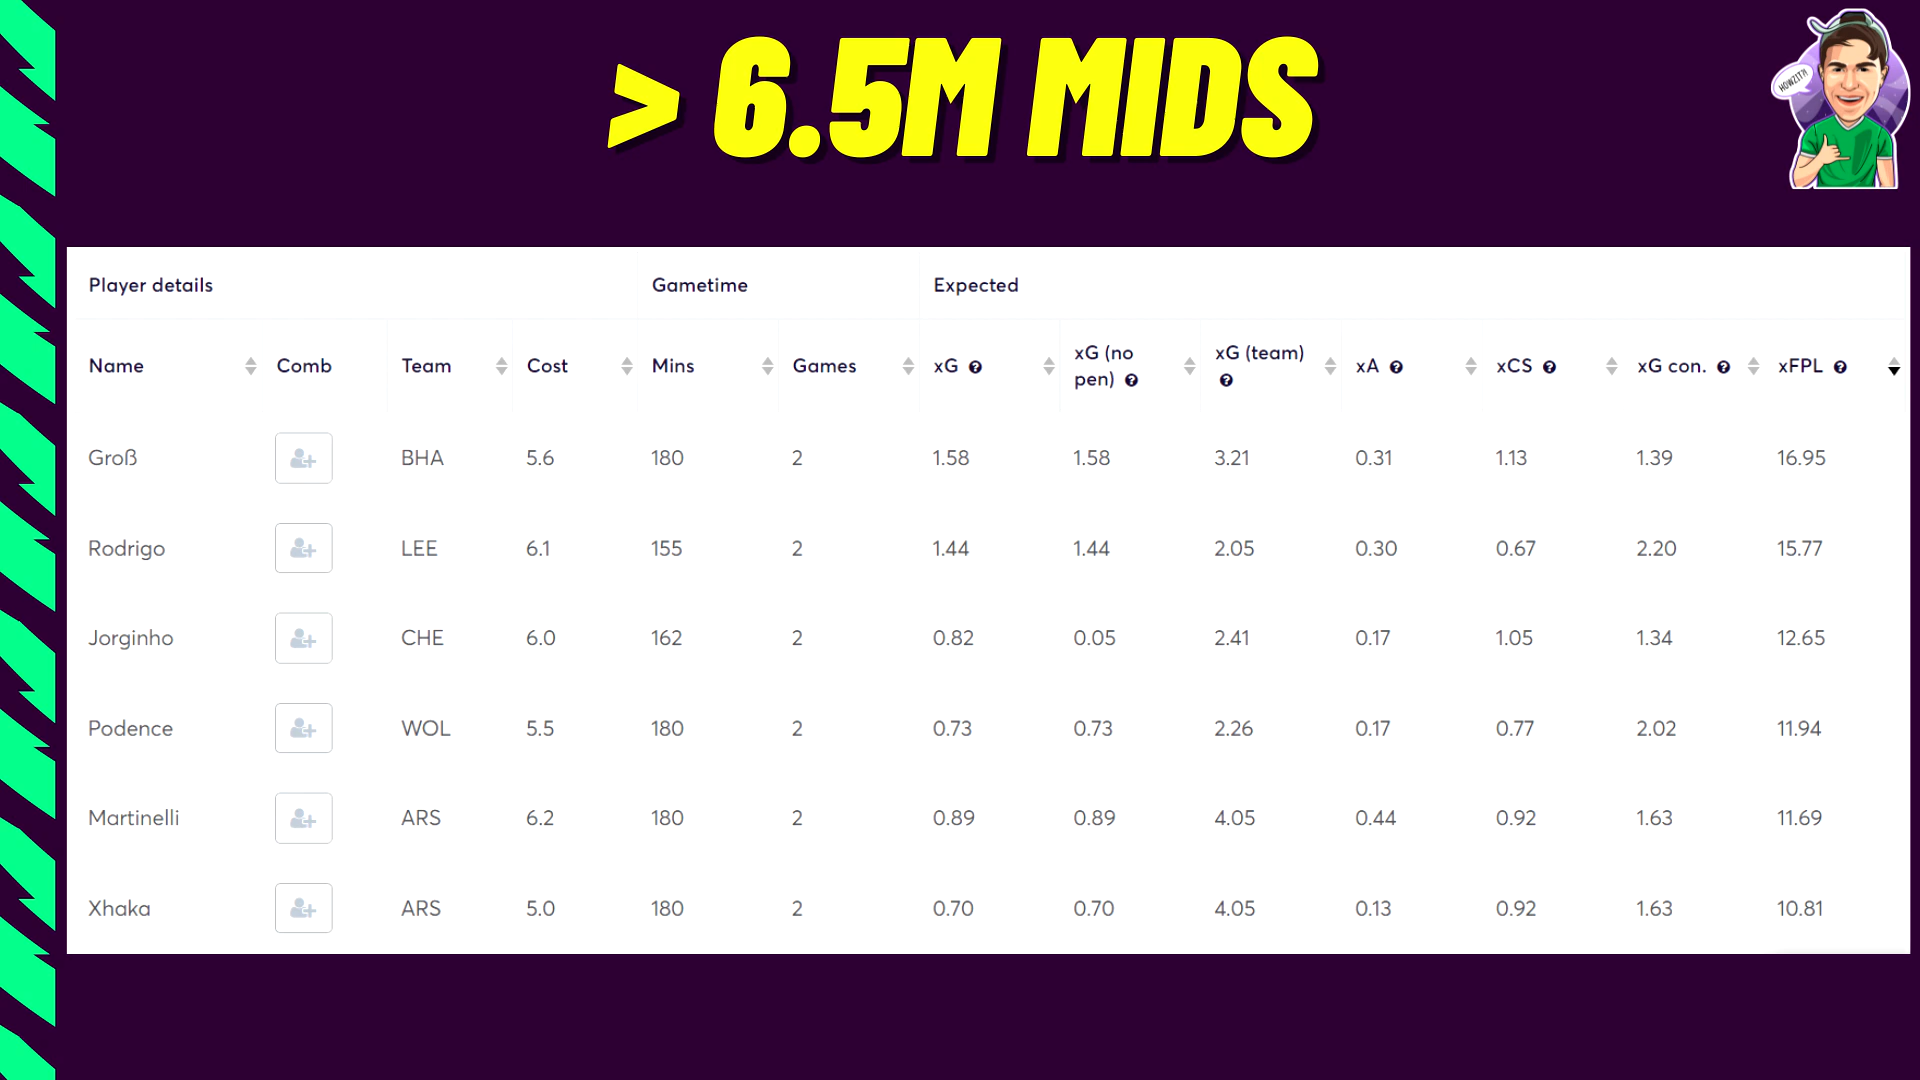 > 6.5M MIDS
HOWZIT?!
Player details Gametime Expected
Name Comb Team Cost Mins Games xG xG (no pen) xG (team) xA xCS xG con. xFPL
Groß BHA 5.6 180 2 1.58 1.58 3.21 0.31 1.13 1.39 16.95
Rodrigo LEE 6.1 155 2 1.44 1.44 2.05 0.30 0.67 2.20 15.77
Jorginho CHE 6.0 162 2 0.82 0.05 2.41 0.17 1.05 1.34 12.65
Podence WOL 5.5 180 2 0.73 0.73 2.26 0.17 0.77 2.02 11.94
Martinelli ARS 6.2 180 2 0.89 0.89 4.05 0.44 0.92 1.63 11.69
Xhaka ARS 5.0 180 2 0.70 0.70 4.05 0.13 0.92 1.63 10.81